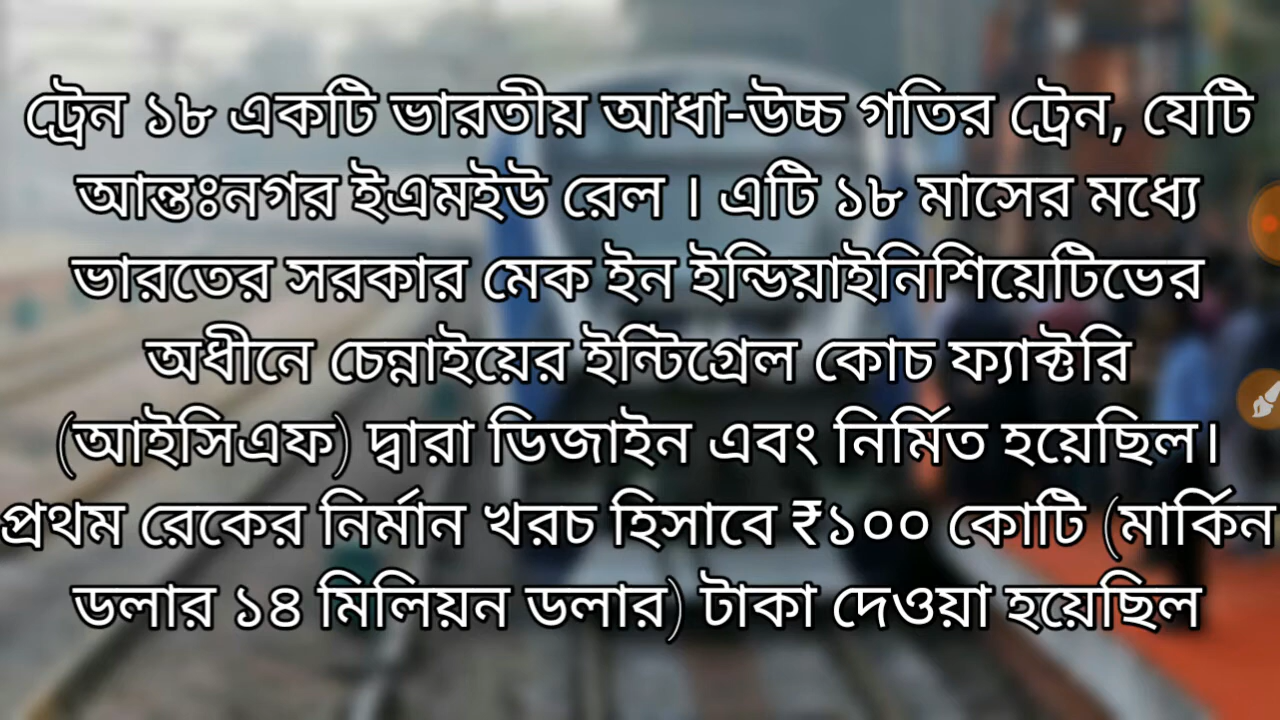 ট্রেন ১৮ একটি ভারতীয় আধা-উচ্চ গতির ট্রেন, যেটি
আন্তঃনগর ইএমইউ রেল । এটি ১৮ মাসের মধ্যে
ভারতের সরকার মেক ইন ইন্ডিয়াইনিশিয়েটিভের
অধীনে চেন্নাইয়ের ইন্টিগ্রেল কোচ ফ্যাক্টরি
(আইসিএফ) দ্বারা ডিজাইন এবং নির্মিত হয়েছিল।
প্রথম রেকের নির্মান খরচ হিসাবে ₹১০০ কোটি (মার্কিন
ডলার ১৪ মিলিয়ন ডলার) টাকা দেওয়া হয়েছিল